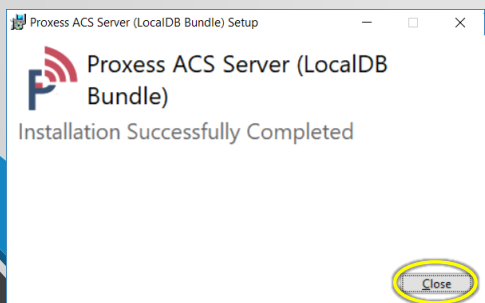 Proxess ACS Server (LocalDB Bundle) Setup
Proxess ACS Server (LocalDB
Bundle)
Installation Successfully Completed
Close